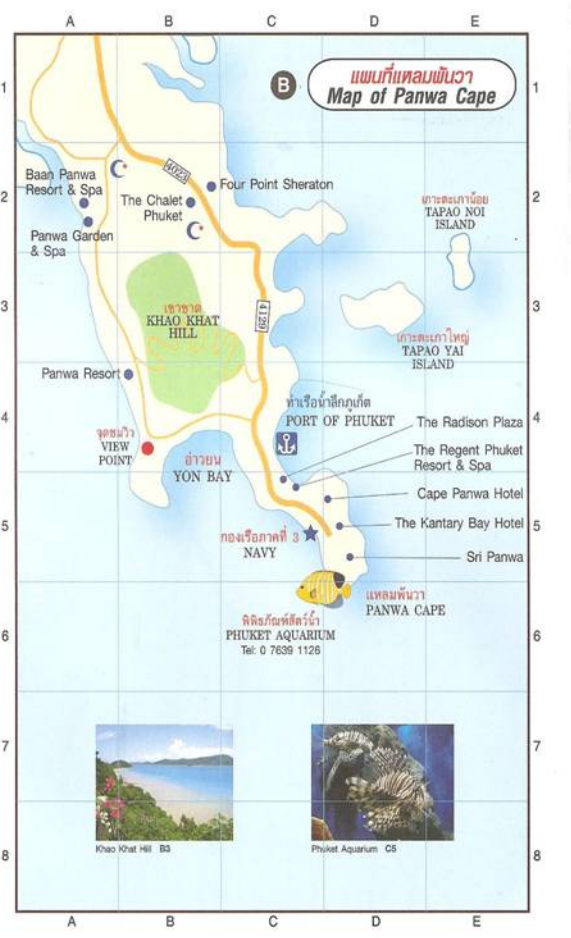 A B C D E
B
แผนที่แหลมพันวา
Map of Panwa Cape
1
1
4023
Baan Panwa
Resort & Spa
Four Point Sheraton
2
2
The Chalet
Phuket
เกาะตะเภาน้อย
TAPAO NOI
ISLAND
Panwa Garden
& Spa
3
3
เขาขาด
KHAO KHAT
HILL
4129
เกาะตะเภาใหญ่
TAPAO YAI
ISLAND
Panwa Resort
4
4
ท่าเรือน้ำลึกภูเก็ต
PORT OF PHUKET
The Radison Plaza
จุดชมวิว
VIEW
POINT
อ่าวยน
YON BAY
The Regent Phuket
Resort & Spa
Cape Panwa Hotel
5
5
กองเรือภาคที่ 3
NAVY
The Kantary Bay Hotel
Sri Panwa
แหลมพันวา
PANWA CAPE
พิพิธภัณฑ์สัตว์น้ำ
PHUKET AQUARIUM
Tel: 0 7639 1126
6
6
7
7
Khao Khat Hill B3
Phuket Aquarium C5
8
8
A B C D E